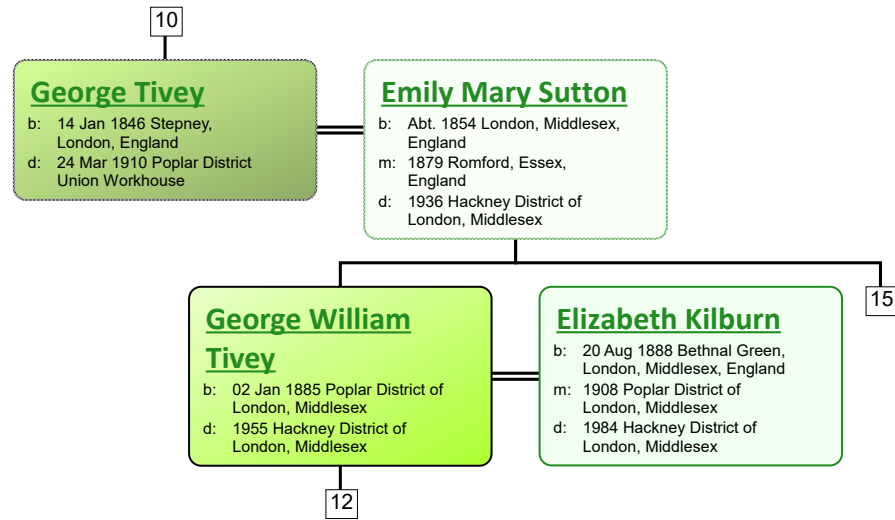 10
George Tivey
b: 14 Jan 1846 Stepney,
London, England
d: 24 Mar 1910 Poplar District
Union Workhouse
Emily Mary Sutton
b: Abt. 1854 London, Middlesex,
England
m: 1879 Romford, Essex,
England
d: 1936 Hackney District of
London, Middlesex
15
George William
Tivey
b: 02 Jan 1885 Poplar District of
London, Middlesex
d: 1955 Hackney District of
London, Middlesex
Elizabeth Kilburn
b: 20 Aug 1888 Bethnal Green,
London, Middlesex, England
m: 1908 Poplar District of
London, Middlesex
d: 1984 Hackney District of
London, Middlesex
12